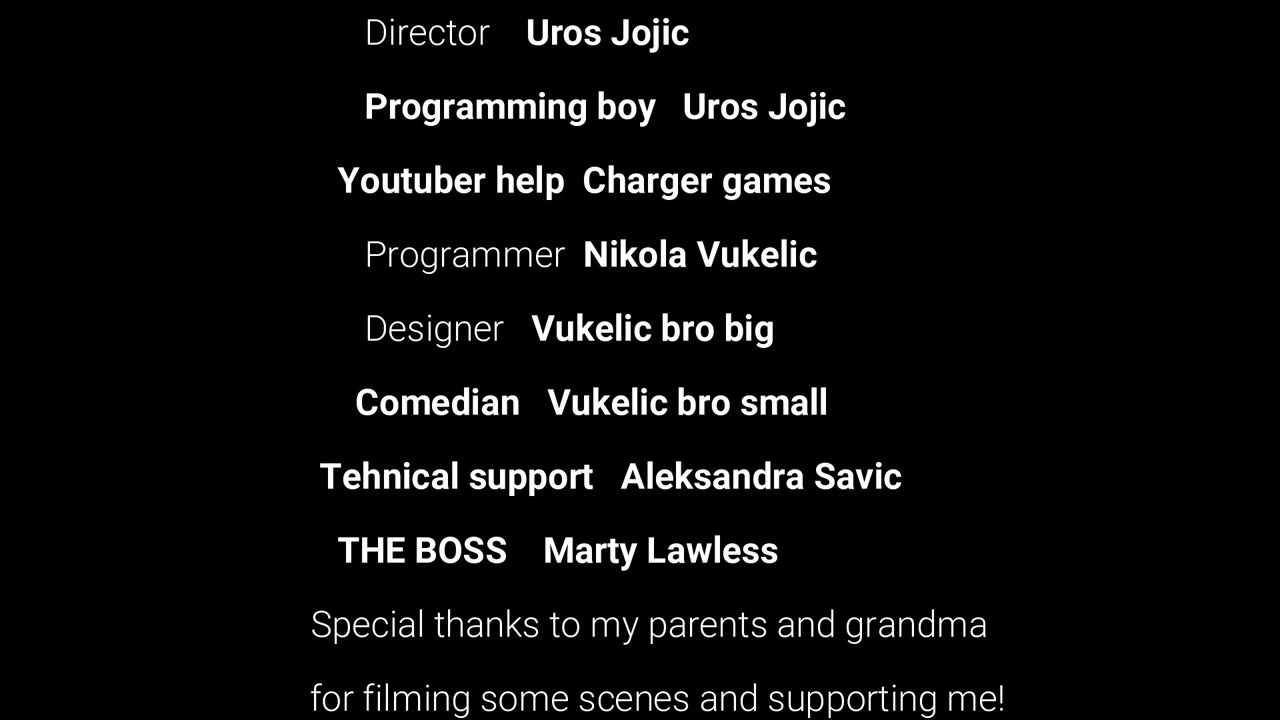 Director Uros Jojic
Programming boy Uros Jojic
Youtuber help Charger games
Programmer Nikola Vukelic
Designer Vukelic bro big
Comedian Vukelic bro small
Tehnical support Aleksandra Savic
THE BOSS Marty Lawless
Special thanks to my parents and grandma
for filming some scenes and supporting me!